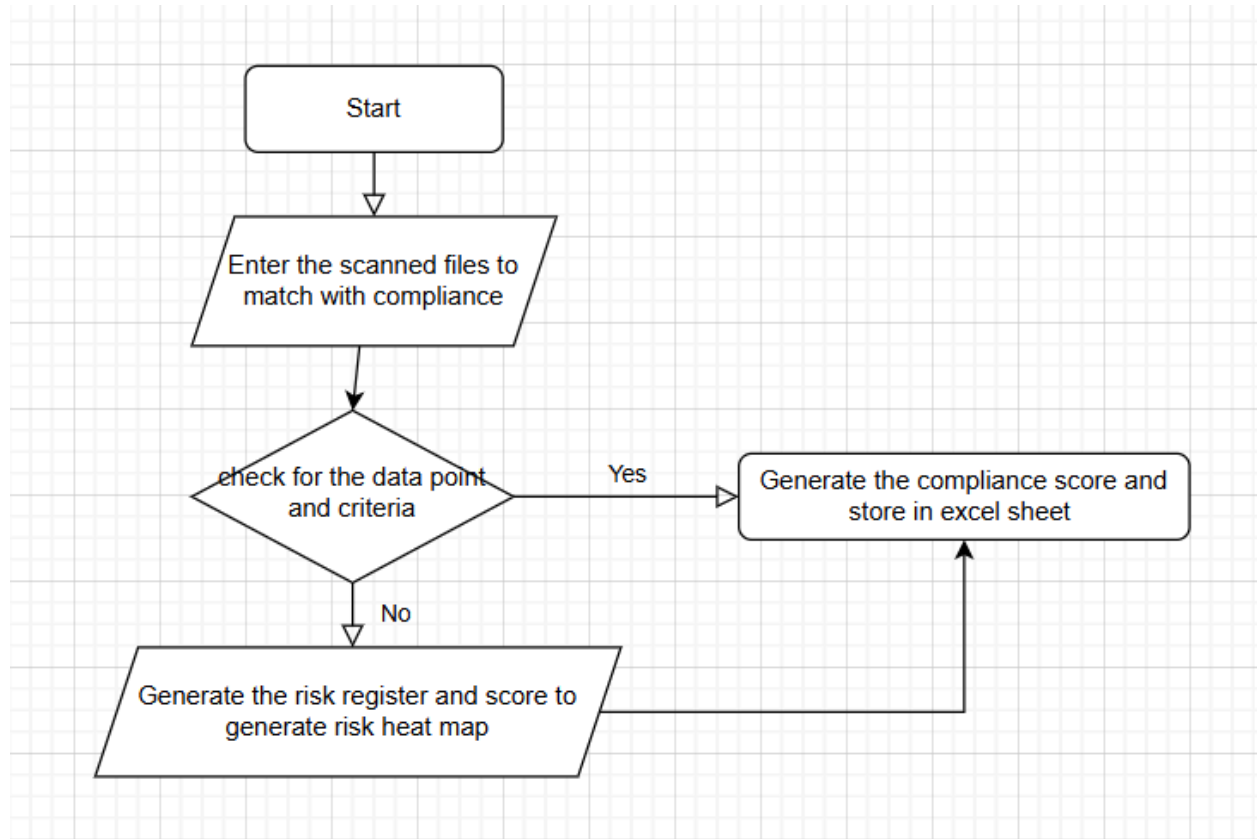 Start
Enter the scanned files to
match with compliance
check for the data point
and criteria
Yes
Generate the compliance score and
store in excel sheet
No
Generate the risk register and score to
generate risk heat map